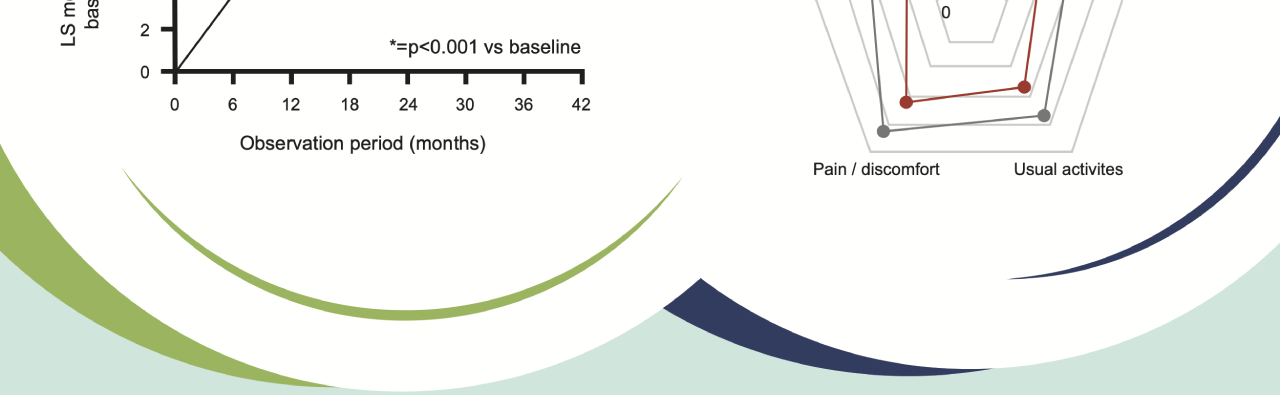 LS m
bas
2
0
*=p<0.001 vs baseline
0 6 12 18 24 30 36 42
Observation period (months)
0
Pain / discomfort
Usual activites